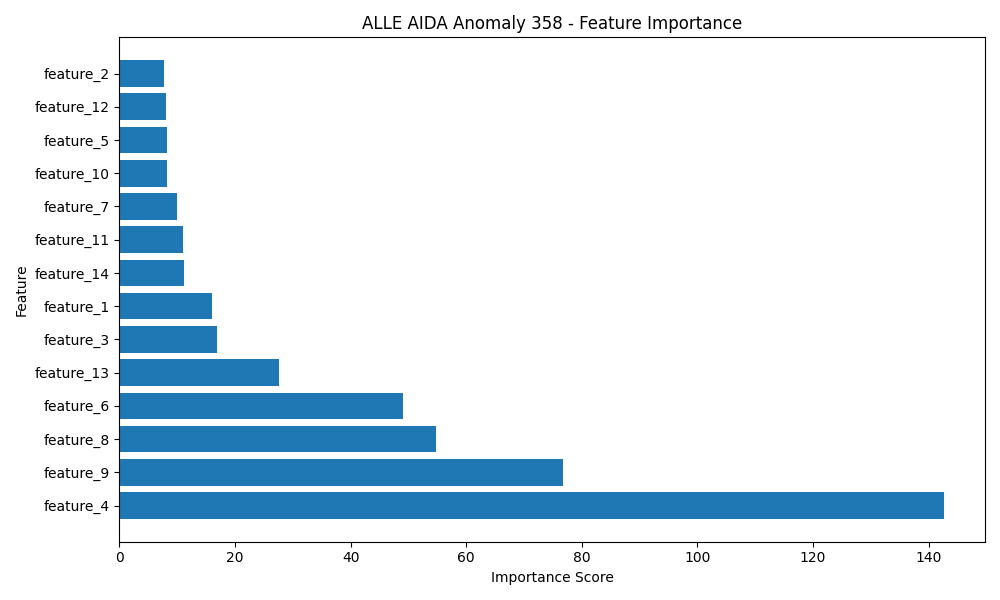 ALLE AIDA Anomaly 358 - Feature Importance
feature_2
feature_12
feature_5
feature_10
feature_7
feature_11
feature_14
feature_1
feature_3
feature_13
feature_6
feature_8
feature_9
feature_4
Feature
0 20 40 60 80 100 120 140
Importance Score